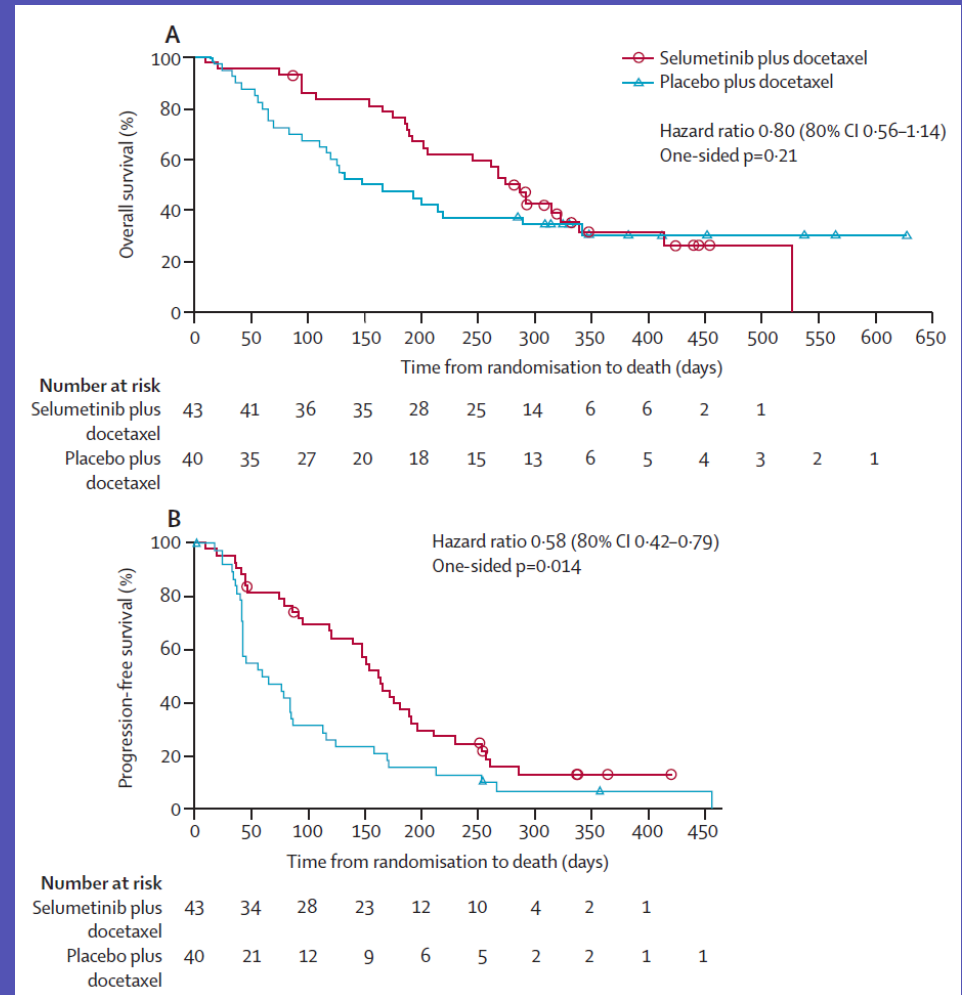 A
Selumetinib plus docetaxel
Placebo plus docetaxel
Hazard ratio 0·80 (80% CI 0·56–1·14)
One-sided p=0·21
Overall survival (%)
100
80
60
40
20
0
0 50 100 150 200 250 300 350 400 450 500 550 600 650
Time from randomisation to death (days)
Number at risk
Selumetinib plus docetaxel 43 41 36 35 28 25 14 6 6 2 1
Placebo plus docetaxel 40 35 27 20 18 15 13 6 5 4 3 2 1
B
Hazard ratio 0·58 (80% CI 0·42–0·79)
One-sided p=0·014
Progression-free survival (%)
100
80
60
40
20
0
0 50 100 150 200 250 300 350 400 450
Time from randomisation to death (days)
Number at risk
Selumetinib plus docetaxel 43 34 28 23 12 10 4 2 1
Placebo plus docetaxel 40 21 12 9 6 5 2 2 1 1